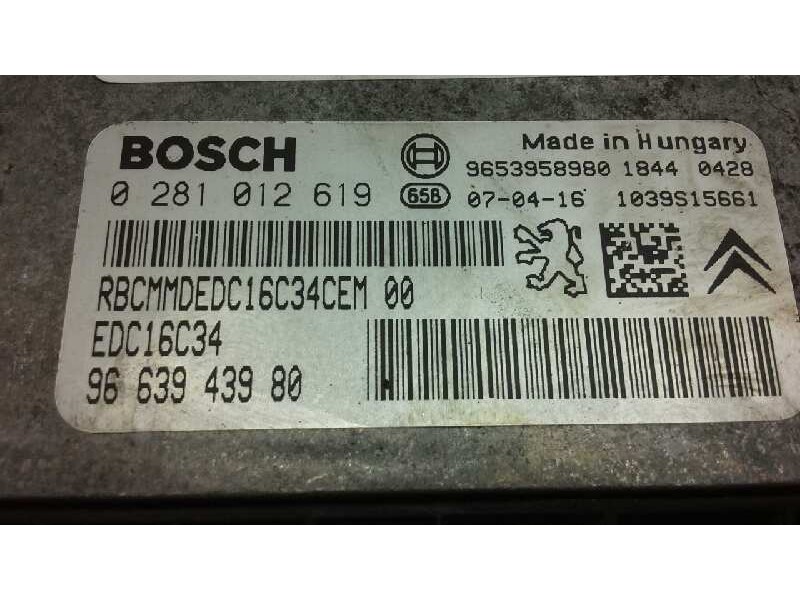 BOSCH Made in Hungary
9653958980 1844 0428
0 281 012 619 65B 07-04-16 1039S15661
RBCMMDEDC16C34CEM 00
EDC16C34
96 639 439 80